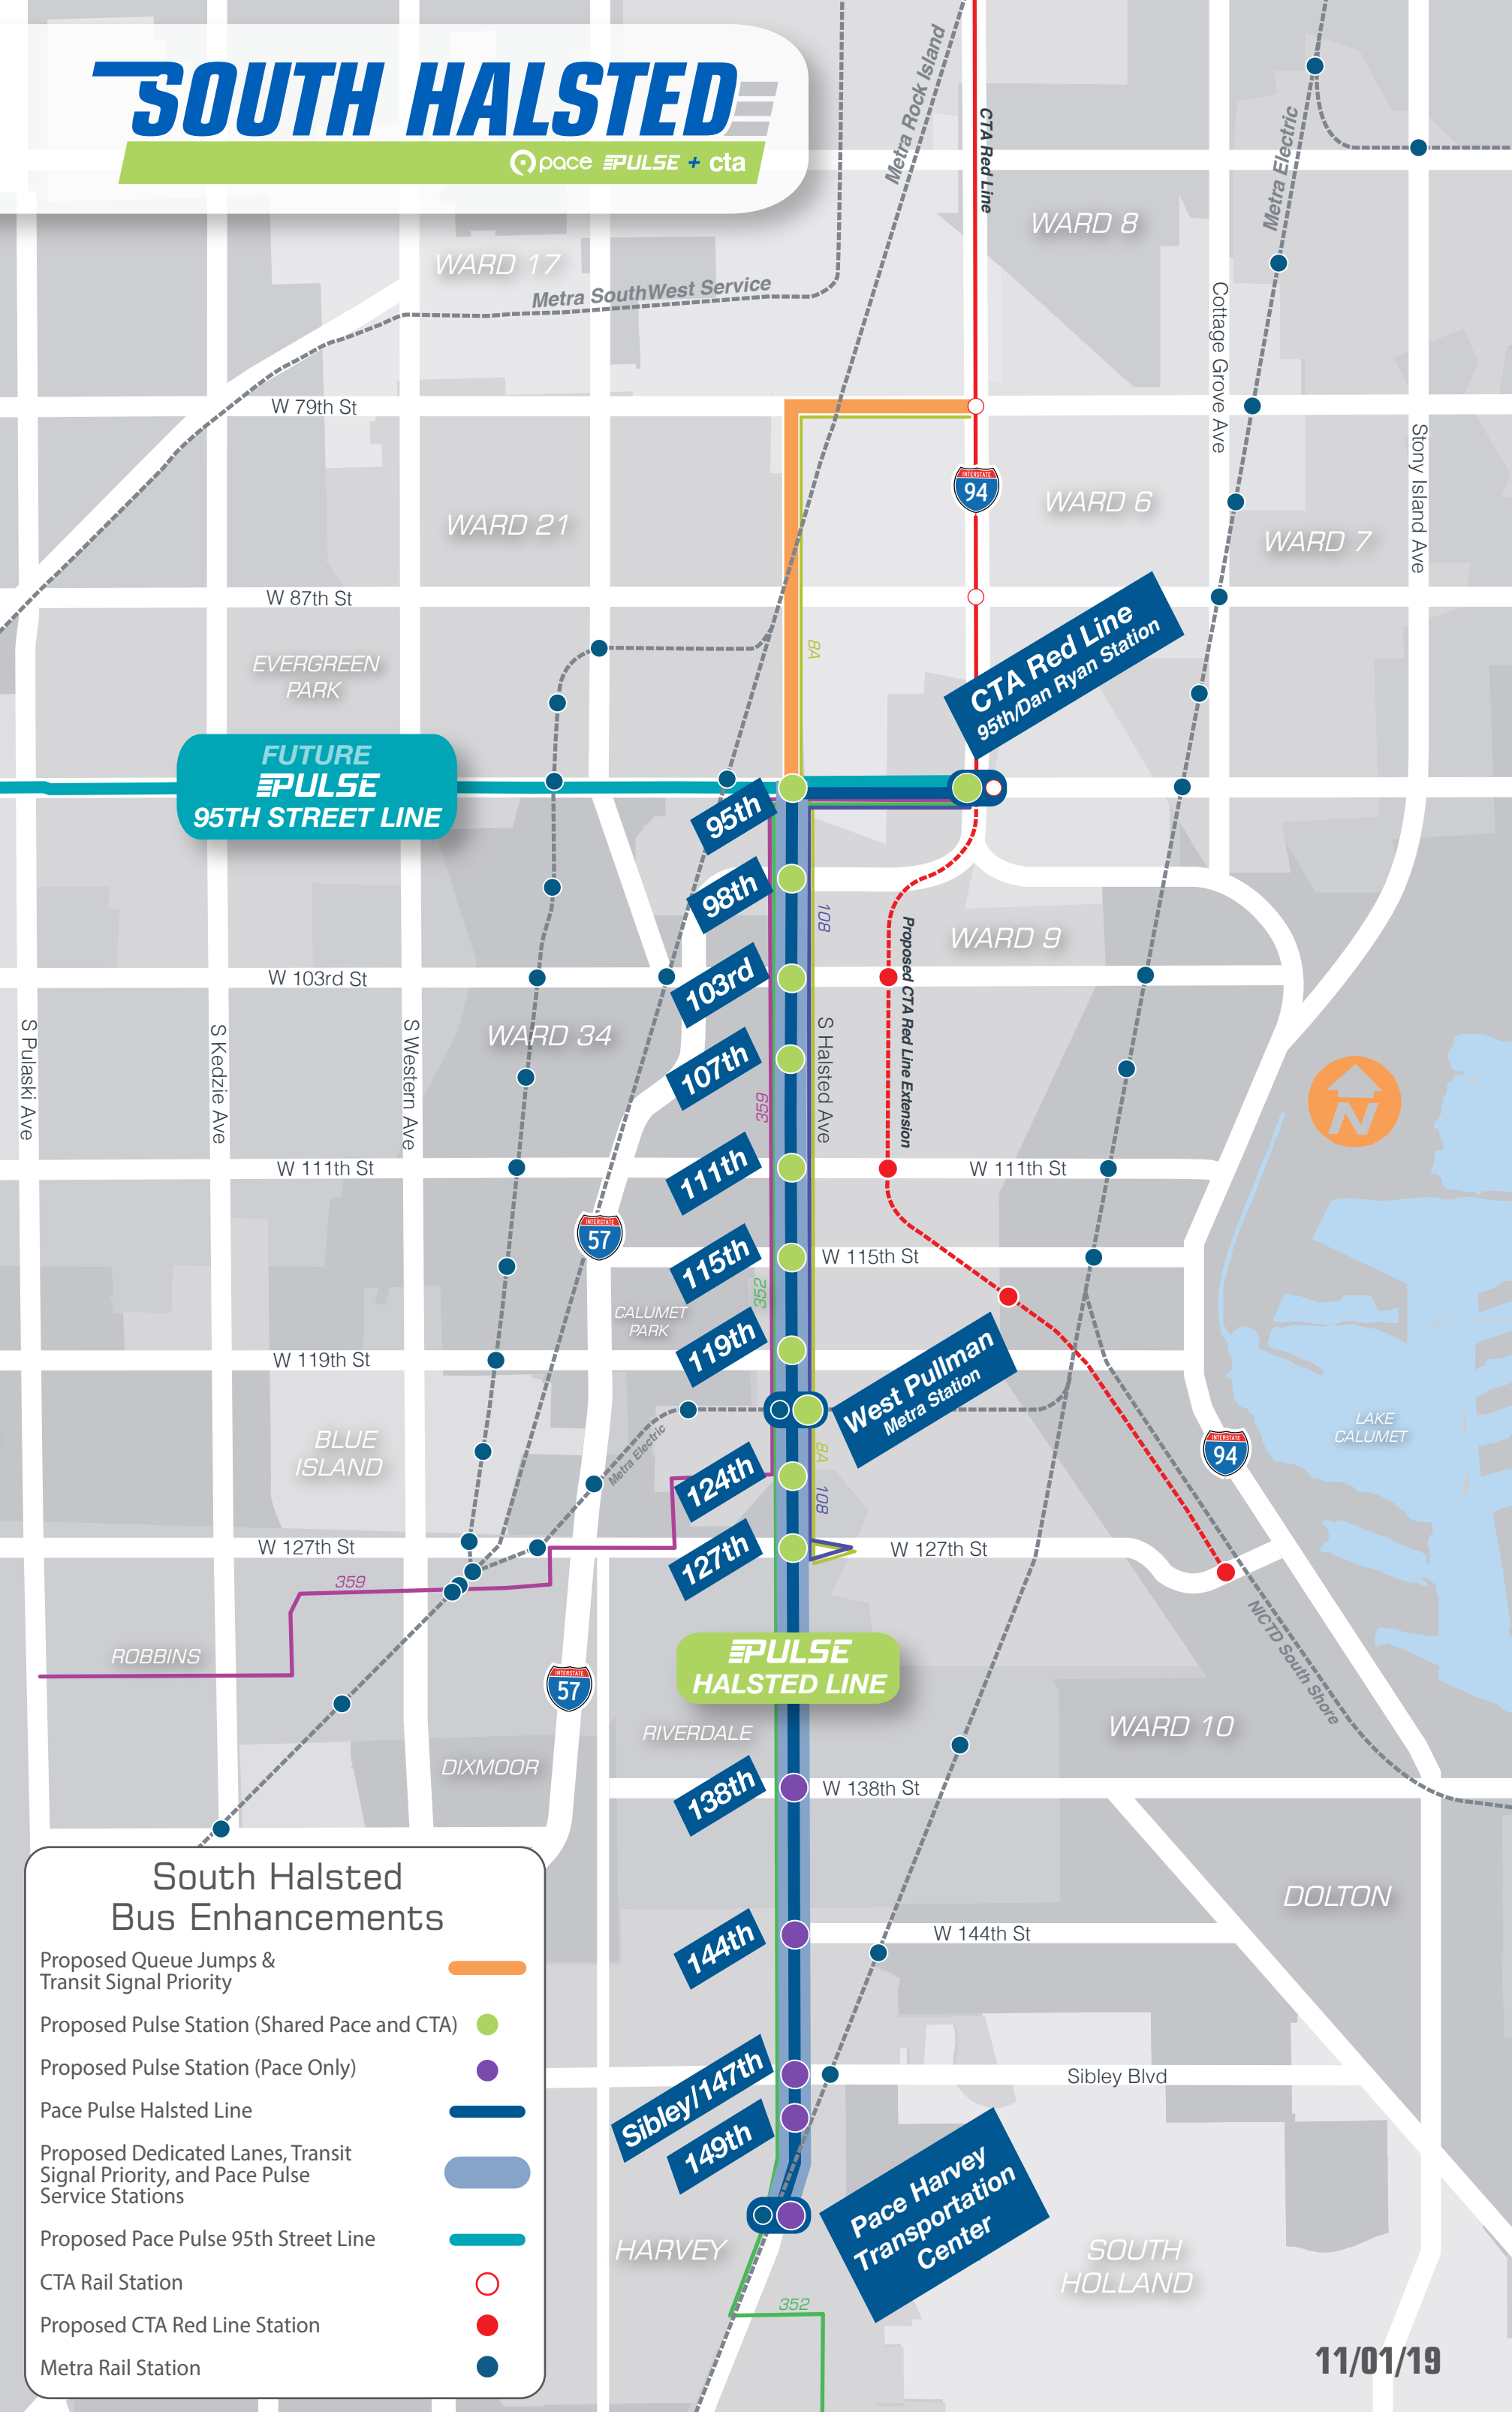 SOUTH HALSTED
pace PULSE + cta
Metra Rock Island
CTA Red Line
Metra Electric
WARD 8
WARD 17
Metra SouthWest Service
Cottage Grove Ave
W 79th St
Stony Island Ave
INTERSTATE
94
WARD 6
WARD 21
WARD 7
W 87th St
8A
EVERGREEN
PARK
CTA Red Line
95th/Dan Ryan Station
FUTURE
PULSE
95TH STREET LINE
95th
98th
108
WARD 9
Proposed CTA Red Line Extension
W 103rd St
103rd
S Pulaski Ave
S Kedzie Ave
S Western Ave
WARD 34
S Halsted Ave
107th
359
N
111th
W 111th St
W 111th St
INTERSTATE
57
115th
W 115th St
352
CALUMET
PARK
119th
W 119th St
West Pullman
Metra Station
LAKE
CALUMET
BLUE
ISLAND
Metra Electric
8A
INTERSTATE
94
124th
108
W 127th St
127th
W 127th St
359
NICTD South Shore
ROBBINS
PULSE
HALSTED LINE
INTERSTATE
57
RIVERDALE
WARD 10
DIXMOOR
138th
W 138th St
DOLTON
144th
W 144th St
Sibley/147th
Sibley Blvd
149th
Pace Harvey
Transportation
Center
HARVEY
SOUTH
HOLLAND
352
South Halsted
Bus Enhancements
Proposed Queue Jumps &
Transit Signal Priority
Proposed Pulse Station (Shared Pace and CTA)
Proposed Pulse Station (Pace Only)
Pace Pulse Halsted Line
Proposed Dedicated Lanes, Transit
Signal Priority, and Pace Pulse
Service Stations
Proposed Pace Pulse 95th Street Line
CTA Rail Station
Proposed CTA Red Line Station
Metra Rail Station
11/01/19